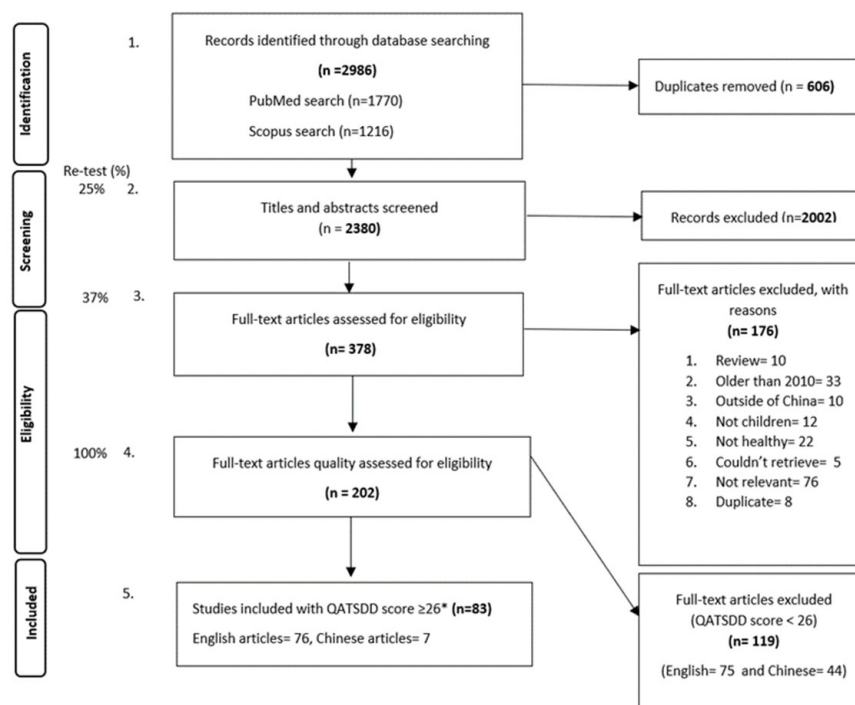 Identification
1.
Records identified through database searching
(n =2986)
PubMed search (n=1770)
Scopus search (n=1216)
Duplicates removed (n = 606)
Re-test (%)
Screening
25%
2.
Titles and abstracts screened
(n = 2380)
Records excluded (n=2002)
Eligibility
37%
3.
Full-text articles assessed for eligibility
(n= 378)
Full-text articles excluded, with
reasons
(n= 176)
1. Review= 10
2. Older than 2010= 33
3. Outside of China= 10
4. Not children= 12
5. Not healthy= 22
6. Couldn't retrieve= 5
7. Not relevant= 76
8. Duplicate= 8
100%
4.
Full-text articles quality assessed for eligibility
(n = 202)
Included
5.
Studies included with QATSDD score ≥26* (n=83)
English articles= 76, Chinese articles= 7
Full-text articles excluded
(QATSDD score < 26)
(n= 119)
(English= 75 and Chinese= 44)